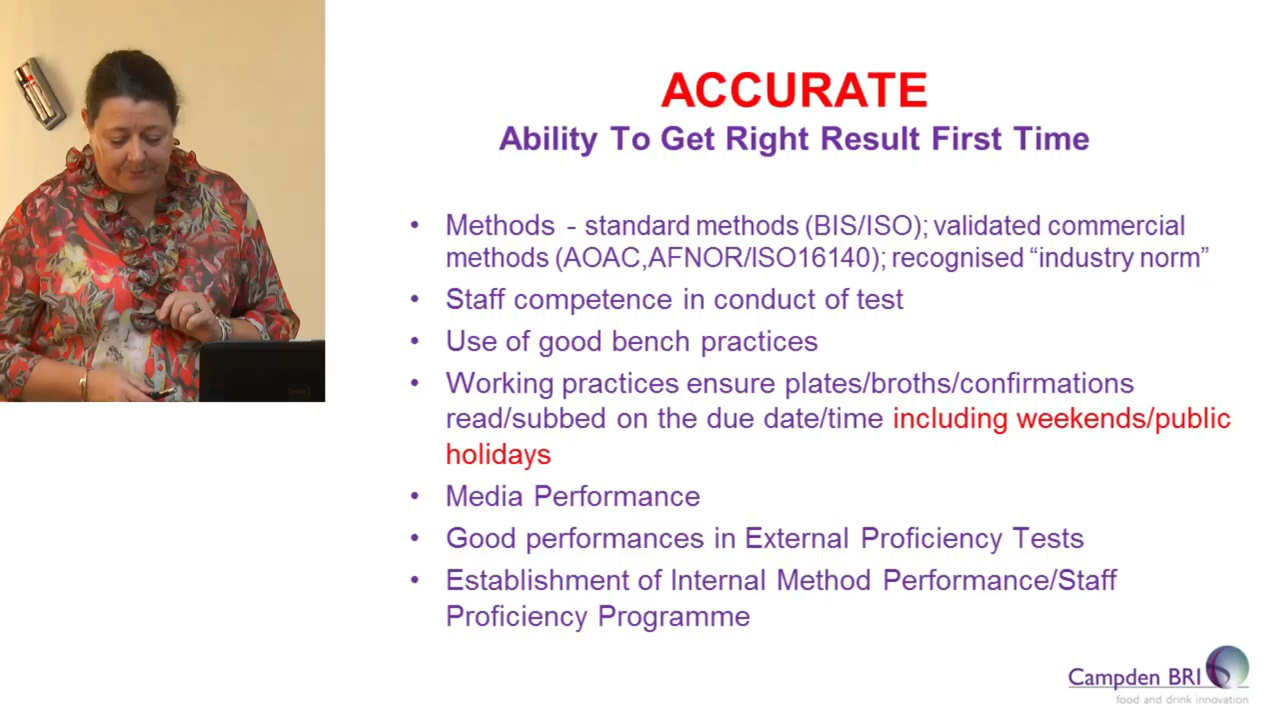 ACCURATE
Ability To Get Right Result First Time
• Methods - standard methods (BIS/ISO); validated commercial
methods (AOAC,AFNOR/ISO16140); recognised “industry norm”
• Staff competence in conduct of test
• Use of good bench practices
• Working practices ensure plates/broths/confirmations
read/subbed on the due date/time including weekends/public
holidays
• Media Performance
• Good performances in External Proficiency Tests
• Establishment of Internal Method Performance/Staff
Proficiency Programme
Campden BRI
food and drink innovation